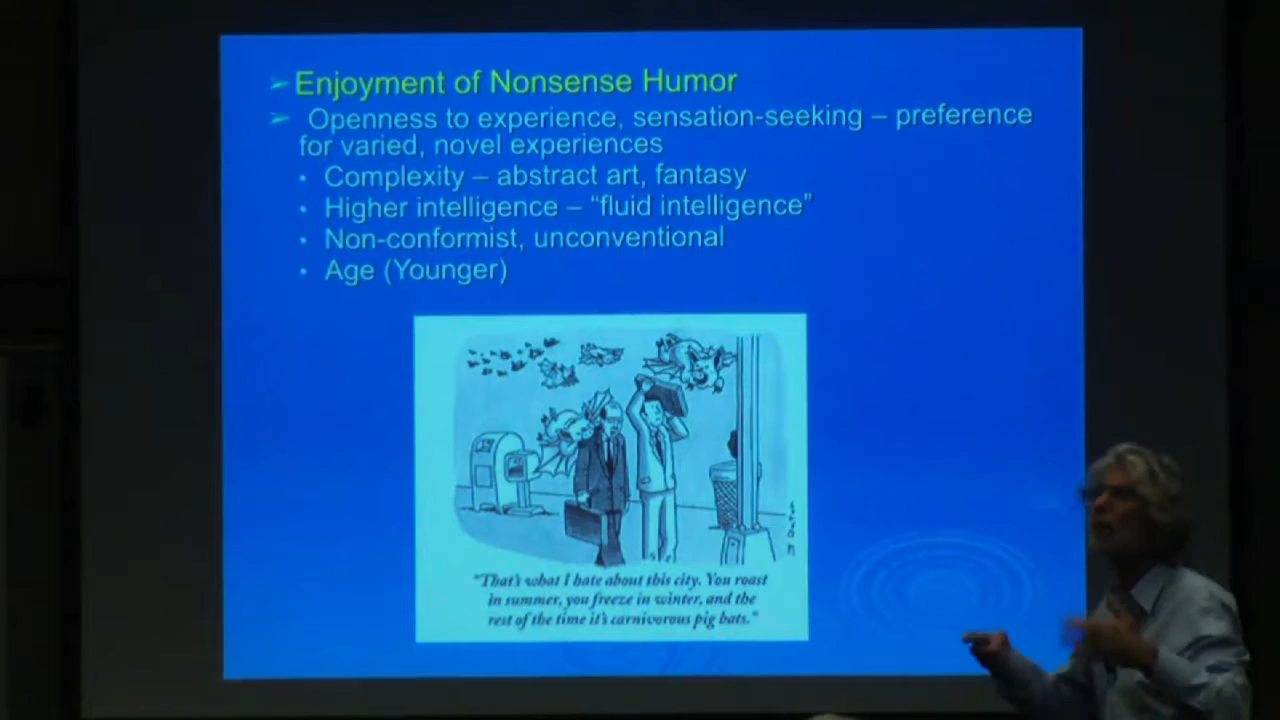 Enjoyment of Nonsense Humor
Openness to experience, sensation-seeking – preference
for varied, novel experiences
• Complexity – abstract art, fantasy
• Higher intelligence – “fluid intelligence”
• Non-conformist, unconventional
• Age (Younger)
"That's what I hate about this city. You roast
in summer, you freeze in winter, and the
rest of the time it's carnivorous pig bats."